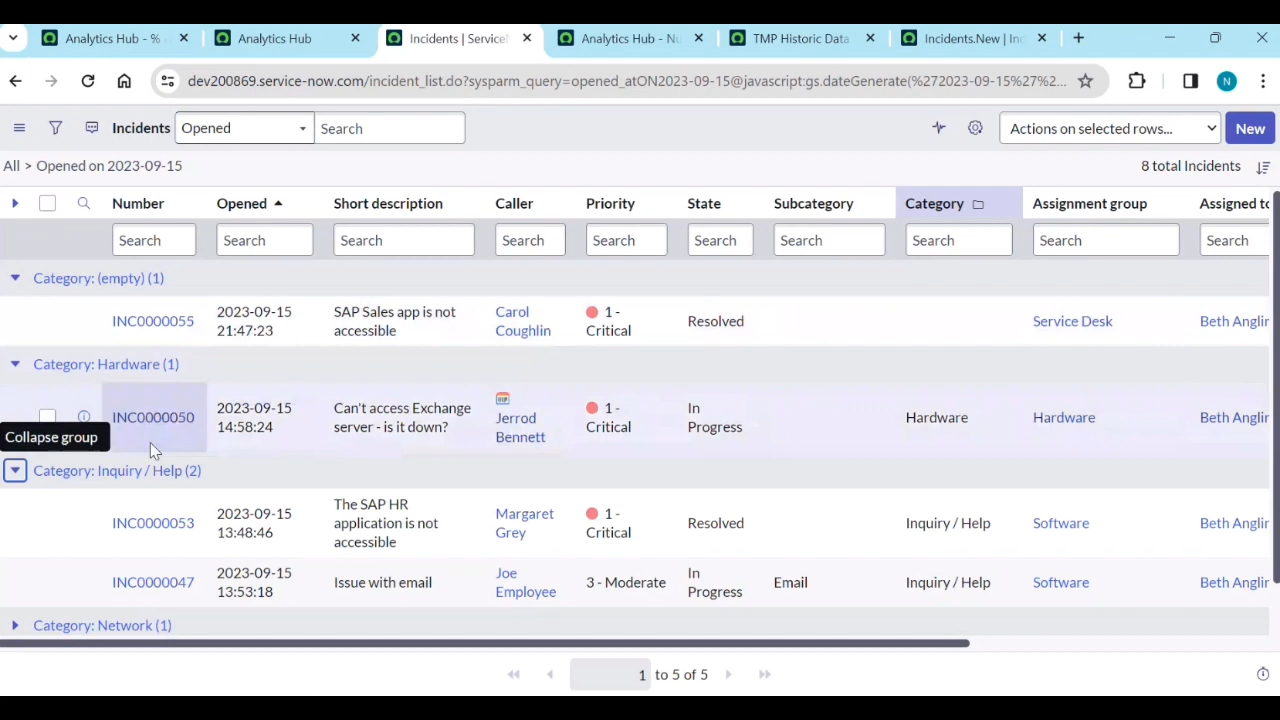 Analytics Hub - %
Analytics Hub
Incidents | Service
Analytics Hub - Nu
TMP Historic Data
Incidents.New | Inc
dev200869.service-now.com/incident_list.do?sysparm_query=opened_atON2023-09-15@javascript:gs.dateGenerate(%272023-09-15%27%2...
N
Incidents Opened Search Actions on selected rows... New
All > Opened on 2023-09-15 8 total Incidents
Number Opened Short description Caller Priority State Subcategory Category Assignment group Assigned to
Search Search Search Search Search Search Search Search Search Search
Category: (empty) (1)
INC0000055
2023-09-15
21:47:23
SAP Sales app is not
accessible
Carol
Coughlin
1 -
Critical
Resolved
Service Desk
Beth Anglin
Category: Hardware (1)
INC0000050
2023-09-15
14:58:24
Can't access Exchange
server - is it down?
VIP
Jerrod
Bennett
1 -
Critical
In
Progress
Hardware
Hardware
Beth Anglin
Collapse group
Category: Inquiry / Help (2)
INC0000053
2023-09-15
13:48:46
The SAP HR
application is not
accessible
Margaret
Grey
1 -
Critical
Resolved
Inquiry / Help
Software
Beth Anglin
INC0000047
2023-09-15
13:53:18
Issue with email
Joe
Employee
3 - Moderate
In
Progress
Email
Inquiry / Help
Software
Beth Anglin
Category: Network (1)
1 to 5 of 5